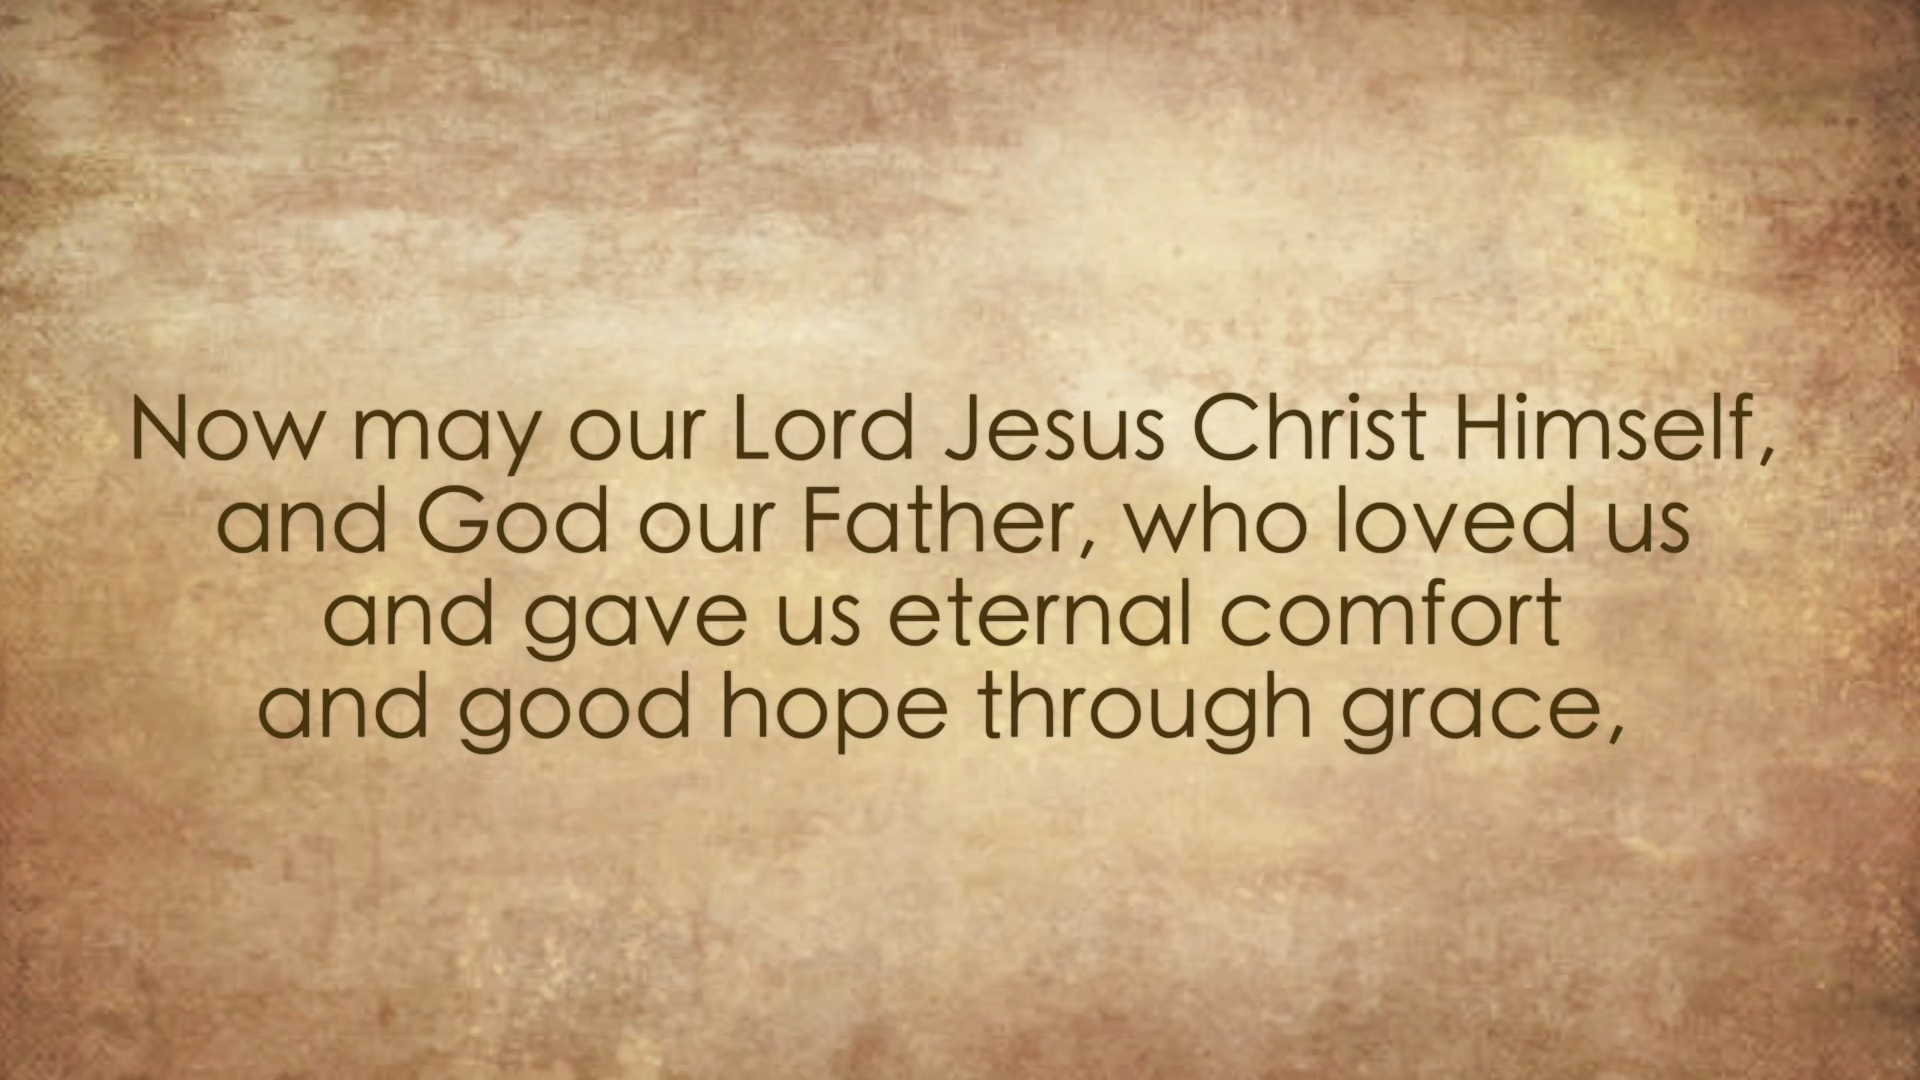 Now may our Lord Jesus Christ Himself,
and God our Father, who loved us
and gave us eternal comfort
and good hope through grace,